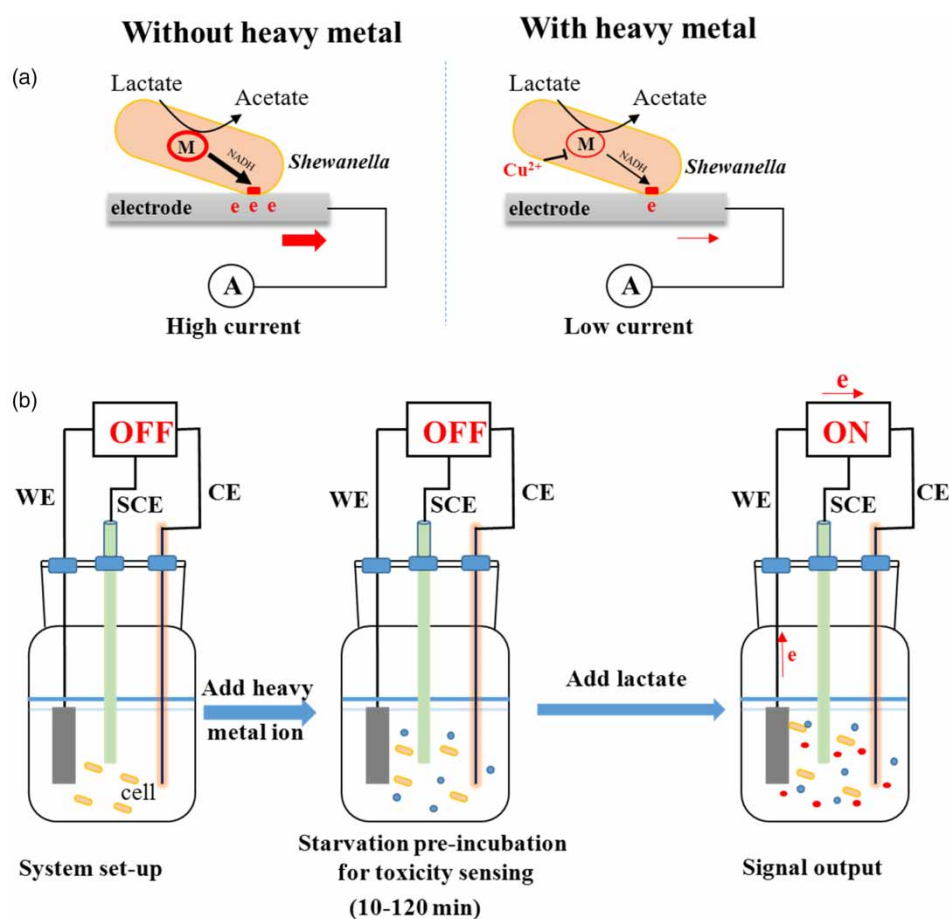 Without heavy metal
With heavy metal
(a)
Lactate
Acetate
M
NADH
Shewanella
electrode
e e e
A
High current
Lactate
Acetate
M
NADH
Cu²⁺
Shewanella
electrode
e
A
Low current
(b)
OFF
WE
SCE
CE
cell
System set-up
Add heavy
metal ion
OFF
WE
SCE
CE
Starvation pre-incubation
for toxicity sensing
(10-120 min)
Add lactate
e
ON
WE
SCE
CE
e
Signal output